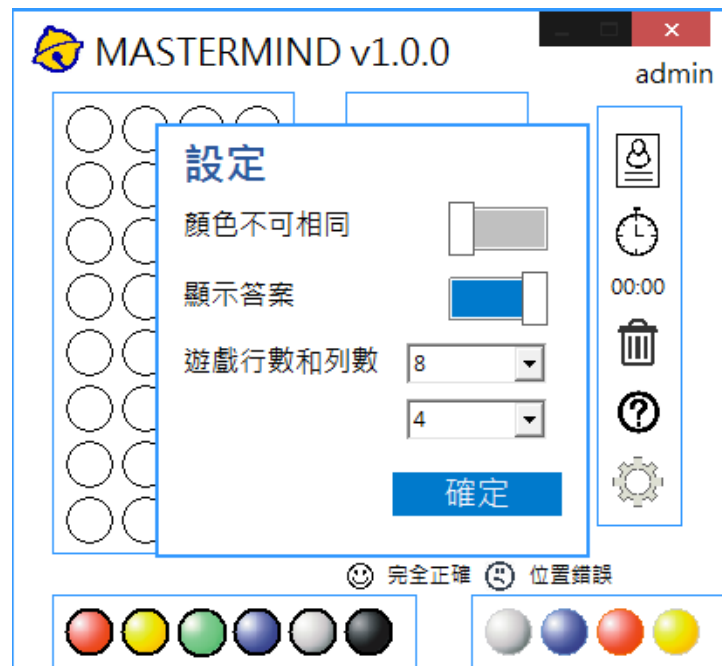 MASTERMIND v1.0.0
admin
設定
顏色不可相同
顯示答案
00:00
遊戲行數和列數 8
4
確定
完全正確 位置錯誤